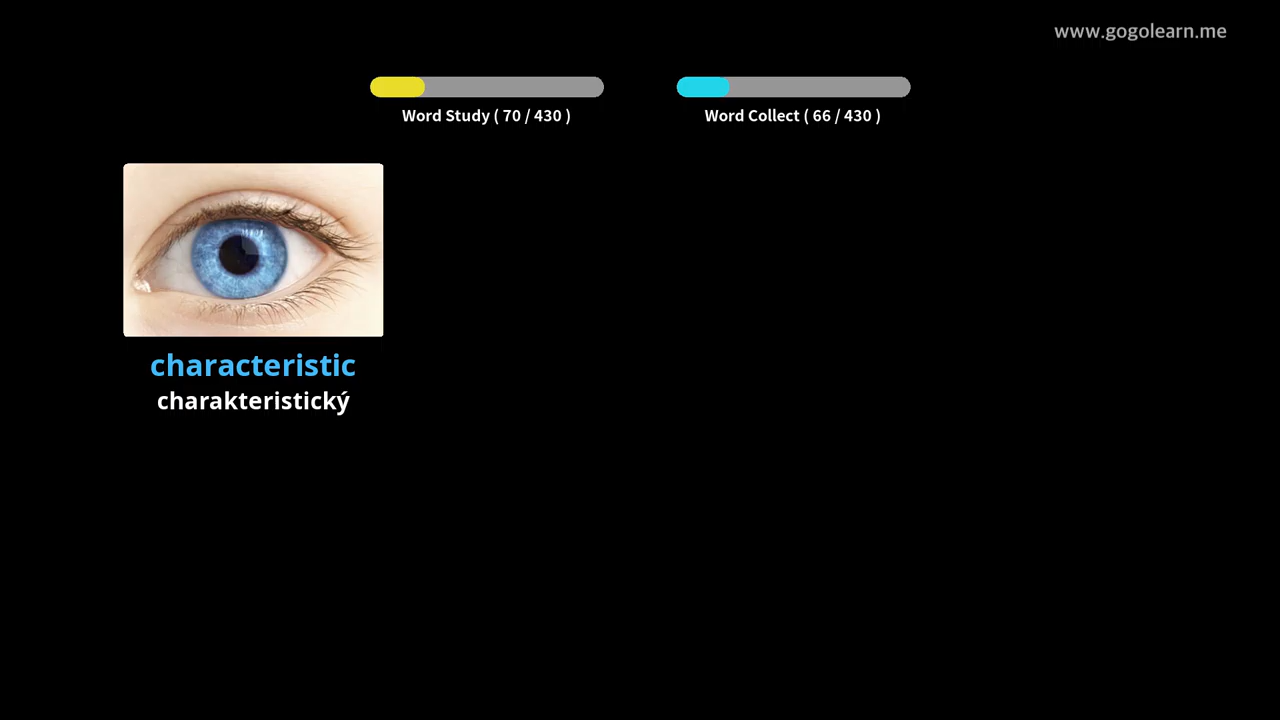 www.gogolearn.me
Word Study ( 70 / 430 )
Word Collect ( 66 / 430 )
characteristic
charakteristický